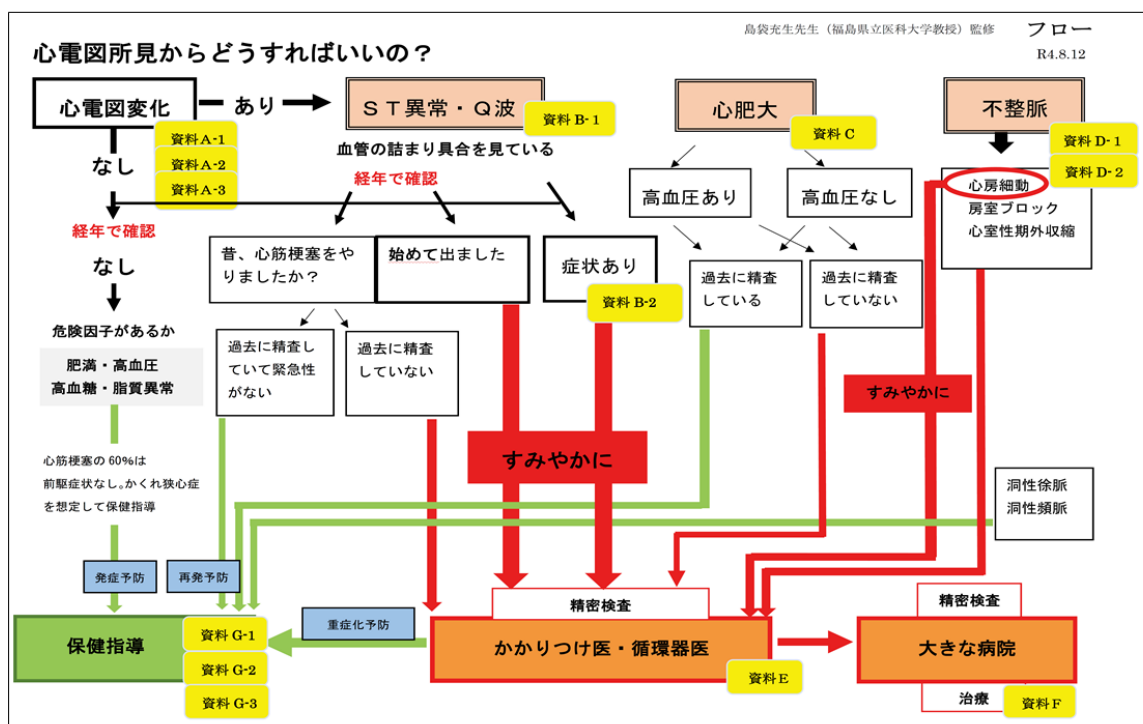 島袋充生先生（福島県立医科大学教授）監修
フロー
R4.8.12
心電図所見からどうすればいいの？
心電図変化
あり
ＳＴ異常・Ｑ波
心肥大
不整脈
資料 A-1
資料 A-2
資料 A-3
資料 B-1
資料 C
資料 D-1
資料 D-2
なし
血管の詰まり具合を見ている
経年で確認
経年で確認
なし
高血圧あり
高血圧なし
心房細動
房室ブロック
心室性期外収縮
昔、心筋梗塞をや
りましたか？
始めて出ました
症状あり
資料 B-2
過去に精査
している
過去に精査
していない
危険因子があるか
肥満・高血圧
高血糖・脂質異常
過去に精査し
ていて緊急性
がない
過去に精査
していない
すみやかに
すみやかに
心筋梗塞の 60%は
前駆症状なし。かくれ狭心症
を想定して保健指導
洞性徐脈
洞性頻脈
発症予防
再発予防
重症化予防
精密検査
精密検査
保健指導
資料 G-1
資料 G-2
資料 G-3
かかりつけ医・循環器医
資料 E
大きな病院
治療
資料 F